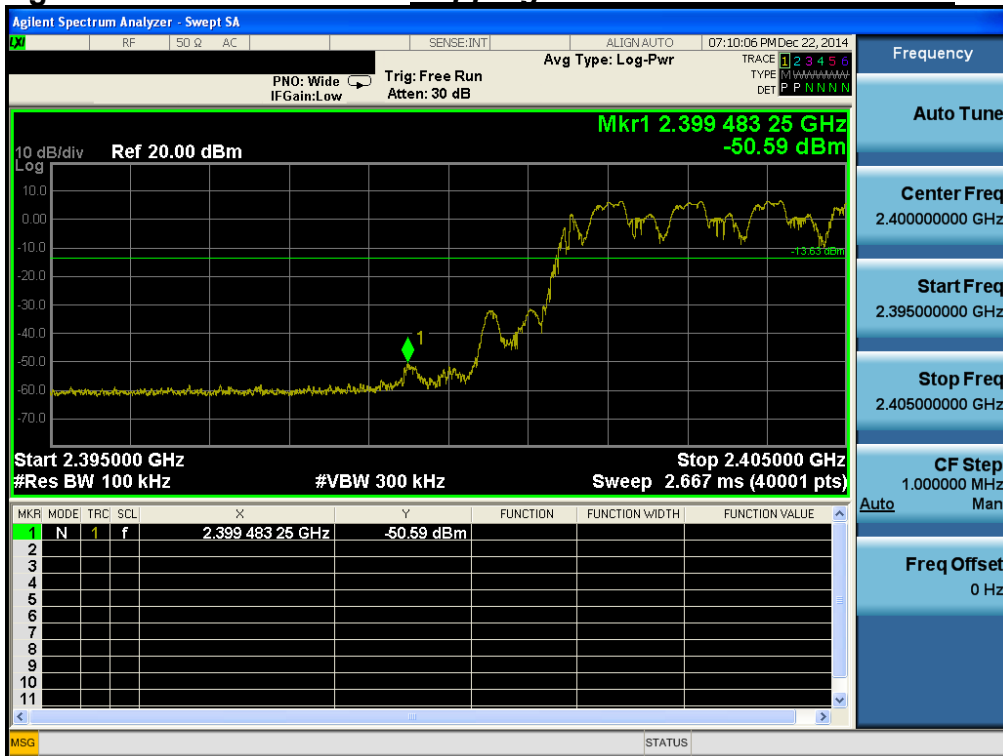 Agilent Spectrum Analyzer - Swept SA
LXI RF 50 Ω AC SENSE:INT ALIGN AUTO 07:10:06 PM Dec 22, 2014
Frequency
PNO: Wide
IFGain:Low
Trig: Free Run
Atten: 30 dB
Avg Type: Log-Pwr
TRACE 1 2 3 4 5 6
TYPE M W W W W W
DET P P N N N N
Auto Tune
Mkr1 2.399 483 25 GHz
-50.59 dBm
10 dB/div Ref 20.00 dBm
Log
10.0
0.00
-10.0
-13.63 dBm
-20.0
-30.0
-40.0
1
-50.0
-60.0
-70.0
Center Freq
2.400000000 GHz
Start Freq
2.395000000 GHz
Stop Freq
2.405000000 GHz
Start 2.395000 GHz Stop 2.405000 GHz
#Res BW 100 kHz #VBW 300 kHz Sweep 2.667 ms (40001 pts)
CF Step
1.000000 MHz
Auto Man
MKR MODE TRC SCL X Y FUNCTION FUNCTION WIDTH FUNCTION VALUE
1 N 1 f 2.399 483 25 GHz -50.59 dBm
2
3
4
5
6
7
8
9
10
11
Freq Offset
0 Hz
MSG STATUS